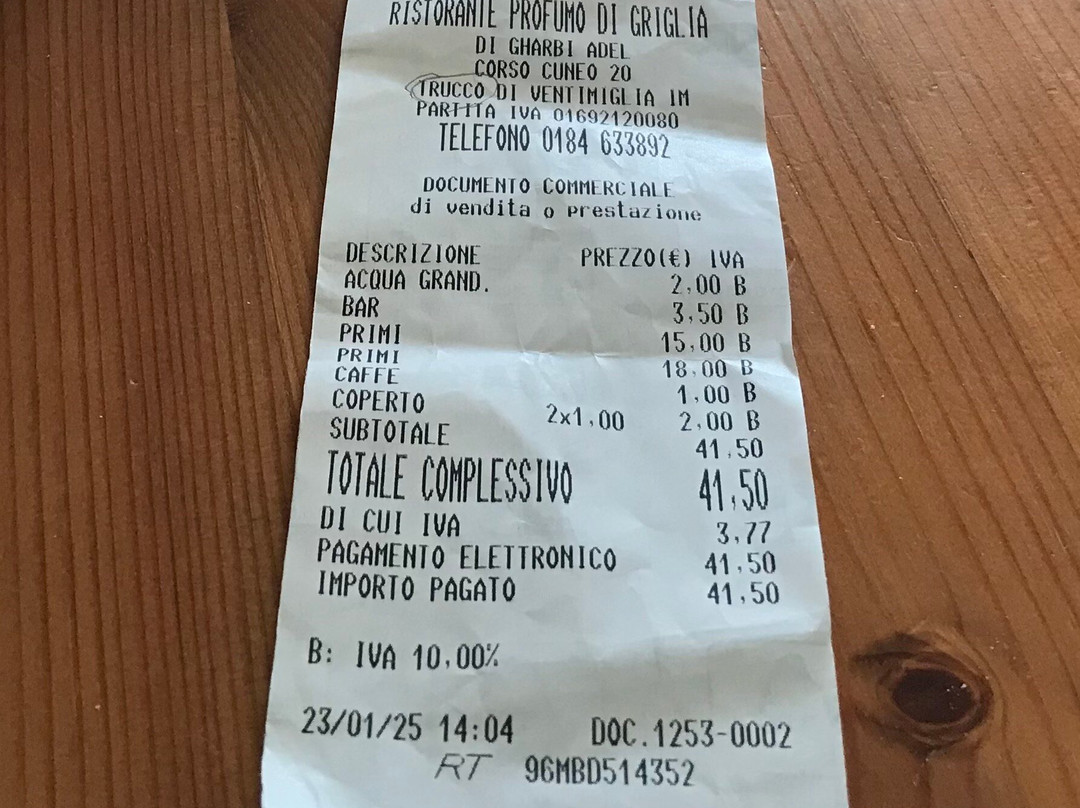 RISTORANTE PROFUMO DI GRIGLIA
DI GHARBI ADEL
CORSO CUNEO 20
TRUCCO DI VENTIMIGLIA IM
PARTITA IVA 01692120080
TELEFONO 0184 633892
DOCUMENTO COMMERCIALE
di vendita o prestazione
DESCRIZIONE PREZZO(€) IVA
ACQUA GRAND. 2,00 B
BAR 3,50 B
PRIMI 15,00 B
PRIMI 18,00 B
CAFFE 1,00 B
COPERTO 2x1,00 2,00 B
SUBTOTALE 41,50
TOTALE COMPLESSIVO 41,50
DI CUI IVA 3,77
PAGAMENTO ELETTRONICO 41,50
IMPORTO PAGATO 41,50
B: IVA 10,00%
23/01/25 14:04 DOC.1253-0002
RT 96MBD514352